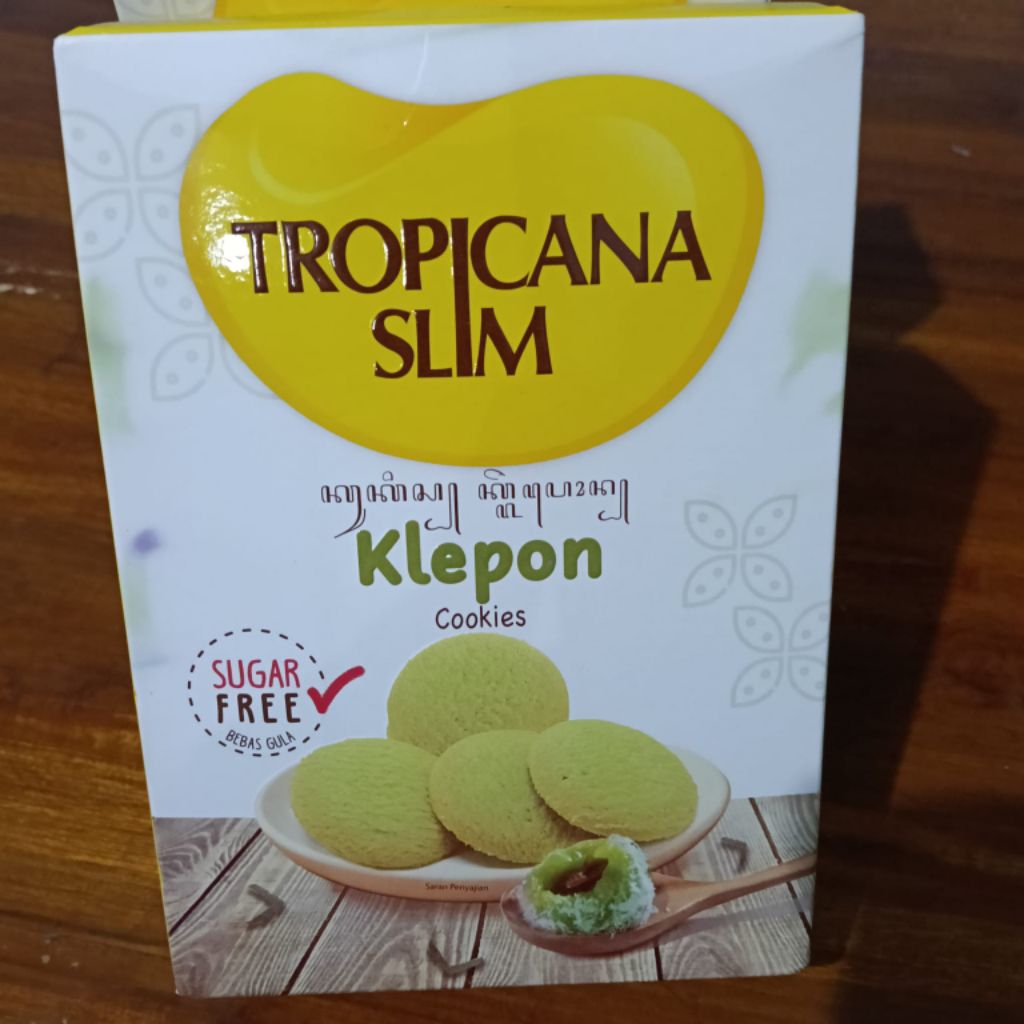 TROPICANA
SLIM
ꦏꦸꦏꦶꦱ꧀ ꦏ꧀ꦭꦼꦥꦺꦴꦤ꧀
Klepon
Cookies
SUGAR
FREE
BEBAS GULA
Saran Penyajian